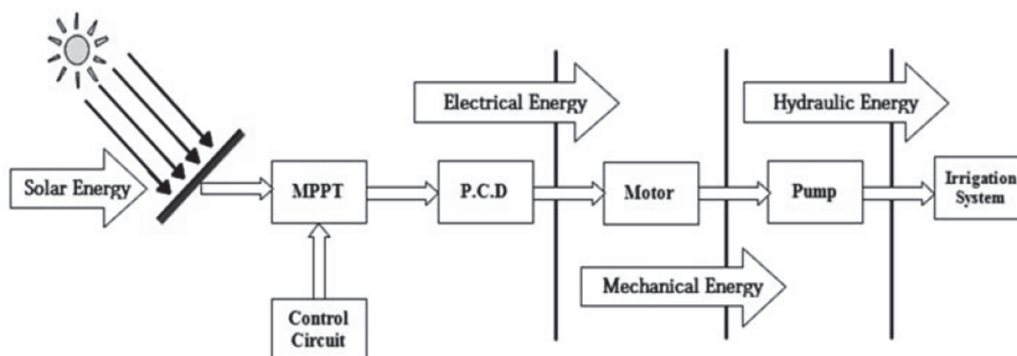 Electrical Energy
Hydraulic Energy
Solar Energy
MPPT
P.C.D
Motor
Pump
Irrigation
System
Mechanical Energy
Control
Circuit